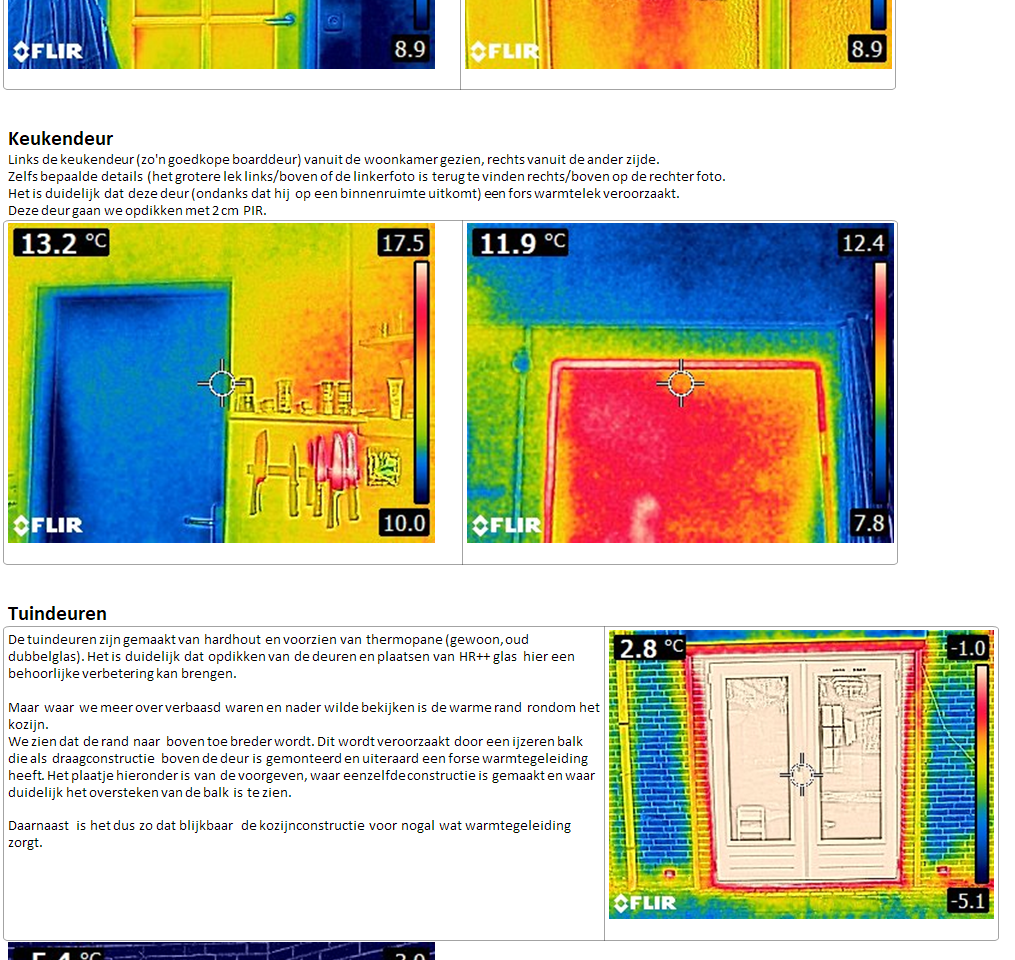 FLIR 8.9
FLIR 8.9
Keukendeur
Links de keukendeur (zo'n goedkope boarddeur) vanuit de woonkamer gezien, rechts vanuit de ander zijde.
Zelfs bepaalde details (het grotere lek links/boven of de linkerfoto is terug te vinden rechts/boven op de rechter foto.
Het is duidelijk dat deze deur (ondanks dat hij op een binnenruimte uitkomt) een fors warmtelek veroorzaakt.
Deze deur gaan we opdikken met 2 cm PIR.
13.2 °C 17.5
FLIR 10.0
11.9 °C 12.4
FLIR 7.8
Tuindeuren
De tuindeuren zijn gemaakt van hardhout en voorzien van thermopane (gewoon, oud
dubbelglas). Het is duidelijk dat opdikken van de deuren en plaatsen van HR++ glas hier een
behoorlijke verbetering kan brengen.
Maar waar we meer over verbaasd waren en nader wilde bekijken is de warme rand rondom het
kozijn.
We zien dat de rand naar boven toe breder wordt. Dit wordt veroorzaakt door een ijzeren balk
die als draagconstructie boven de deur is gemonteerd en uiteraard een forse warmtegeleiding
heeft. Het plaatje hieronder is van de voorgeven, waar eenzelfde constructie is gemaakt en waar
duidelijk het oversteken van de balk is te zien.
Daarnaast is het dus zo dat blijkbaar de kozijnconstructie voor nogal wat warmtegeleiding
zorgt.
2.8 °C -1.0
FLIR -5.1